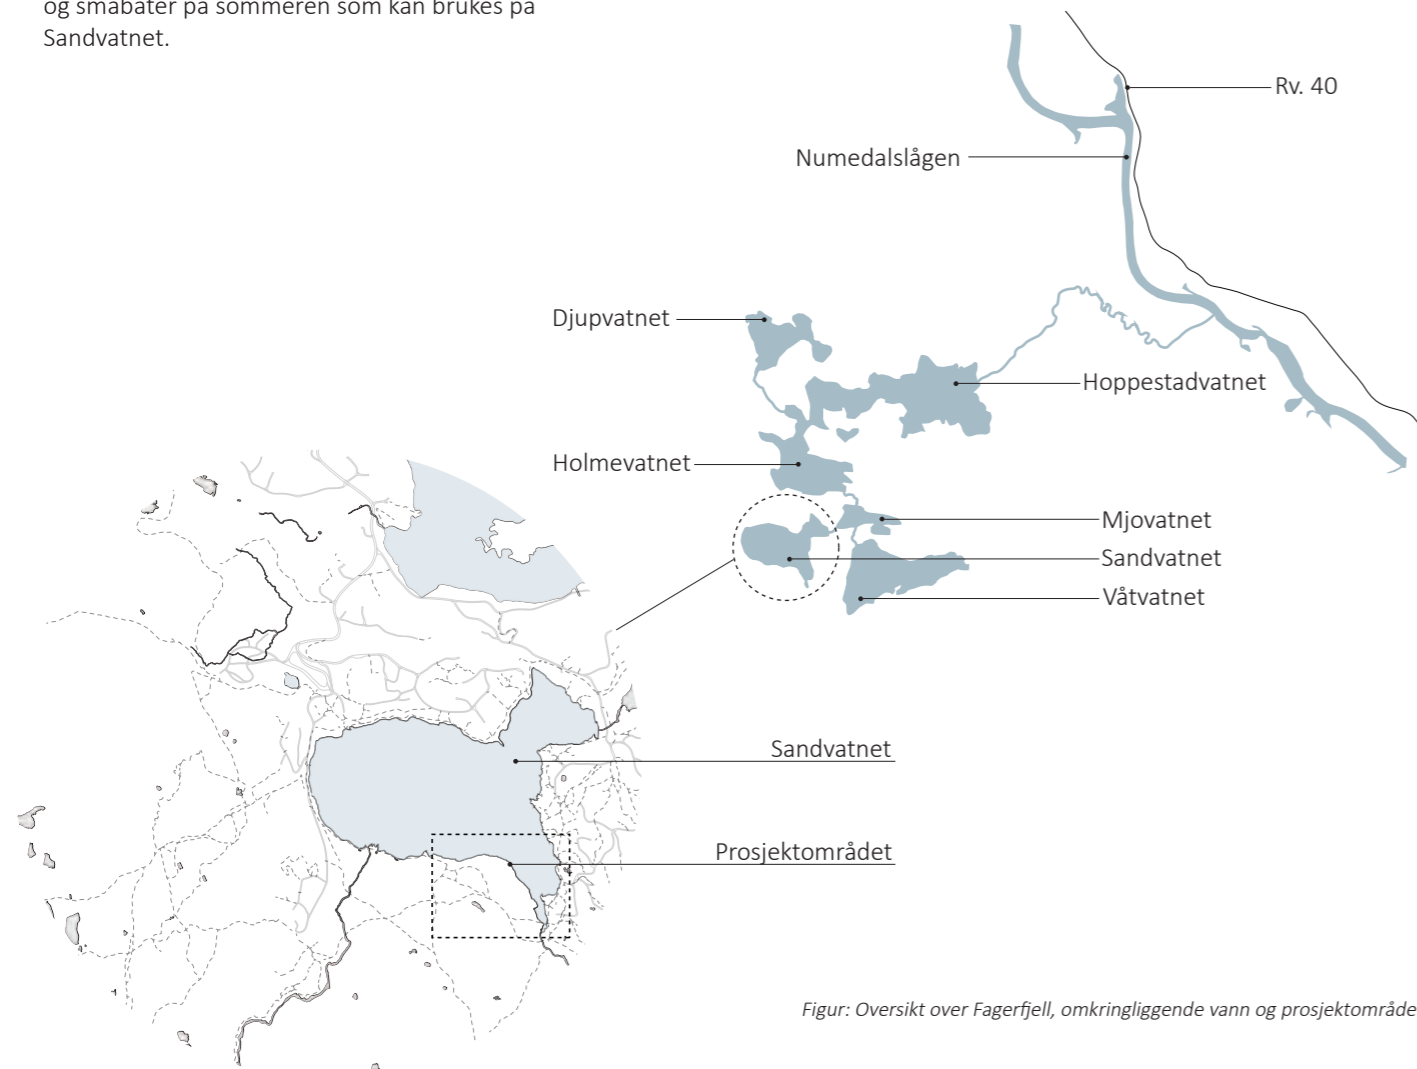 og småbåter på sommeren som kan brukes på
Sandvatnet.
Rv. 40
Numedalslågen
Djupvatnet
Hoppestadvatnet
Holmevatnet
Mjovatnet
Sandvatnet
Våtvatnet
Sandvatnet
Prosjektområdet
Figur: Oversikt over Fagerfjell, omkringliggende vann og prosjektområde